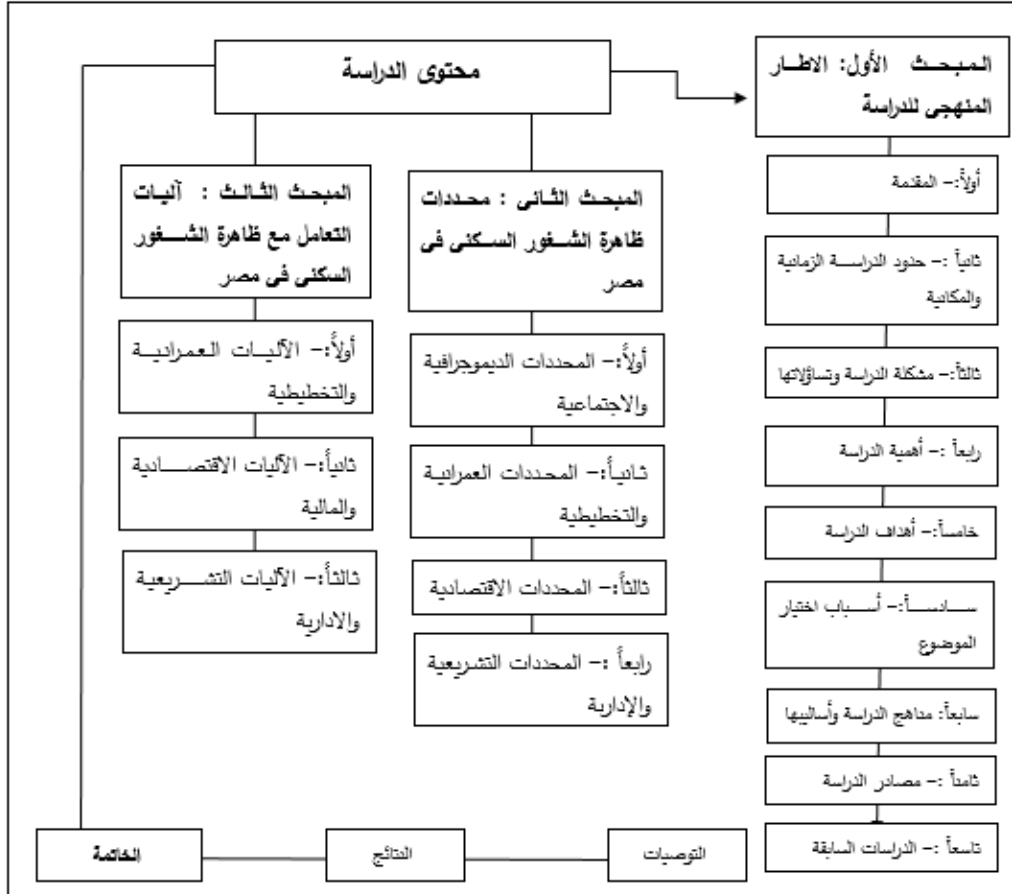 محتوى الدراسة
المبحث الأول: الاطار
المنهجى للدراسة
أولاً:- المقدمة
ثانياً :- حدود الدراسة الزمانية
والمكانية
ثالثاً:- مشكلة الدراسة وتساؤلاتها
رابعاً :- أهمية الدراسة
خامساً:- أهداف الدراسة
سادساً:- أسباب اختيار
الموضوع
سابعاً: مناهج الدراسة وأساليبها
ثامناً :- مصادر الدراسة
تاسعاً :- الدراسات السابقة
المبحث الثانى : محددات
ظاهرة الشغور السكنى فى
مصر
أولاً:- المحددات الديموجرافية
والاجتماعية
ثانياً:- المحددات العمرانية
والتخطيطية
ثالثاً:- المحددات الاقتصادية
رابعاً :- المحددات التشريعية
والإدارية
المبحث الثالث : آليات
التعامل مع ظاهرة الشغور
السكنى فى مصر
أولاً:- الآليات العمرانية
والتخطيطية
ثانياً:- الآليات الاقتصادية
والمالية
ثالثاً:- الآليات التشريعية
والادارية
الخاتمة
النتائج
التوصيات